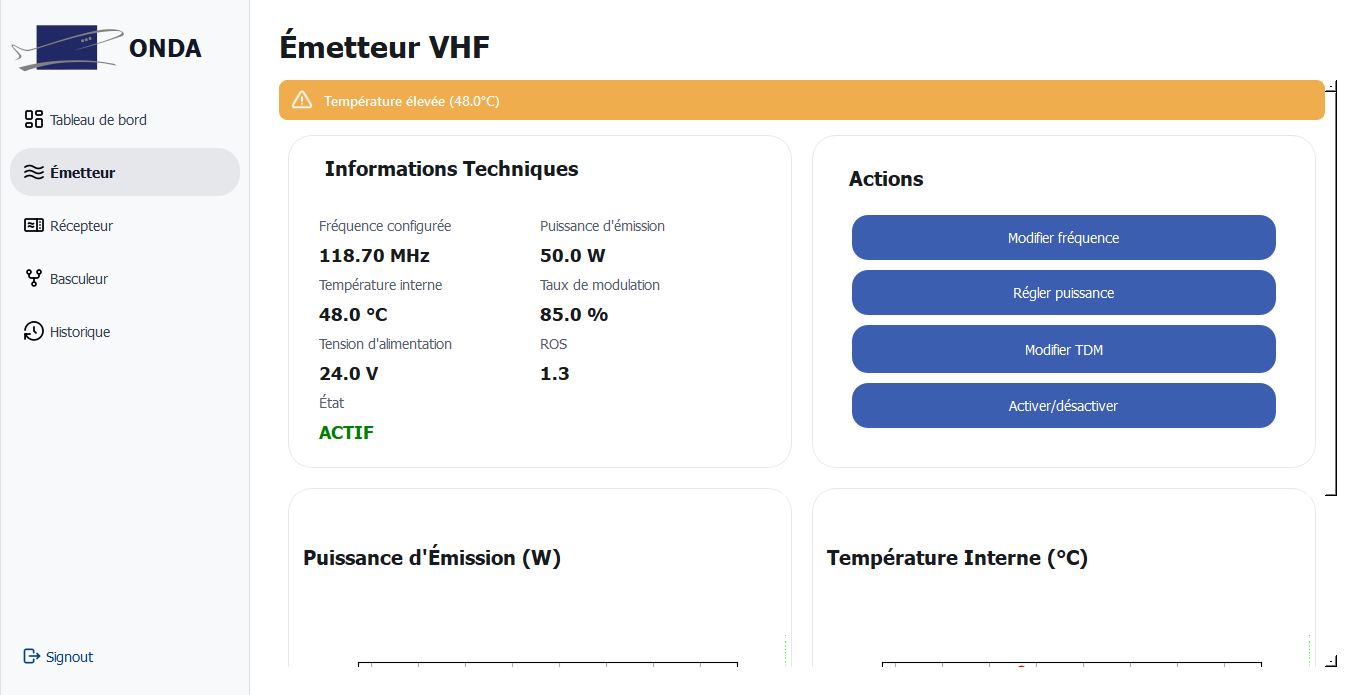 ONDA
Tableau de bord
Émetteur
Récepteur
Basculeur
Historique
Signout
Émetteur VHF
Température élevée (48.0°C)
Informations Techniques
Fréquence configurée
118.70 MHz
Puissance d'émission
50.0 W
Température interne
48.0 °C
Taux de modulation
85.0 %
Tension d'alimentation
24.0 V
ROS
1.3
État
ACTIF
Actions
Modifier fréquence
Régler puissance
Modifier TDM
Activer/désactiver
Puissance d'Émission (W)
Température Interne (°C)